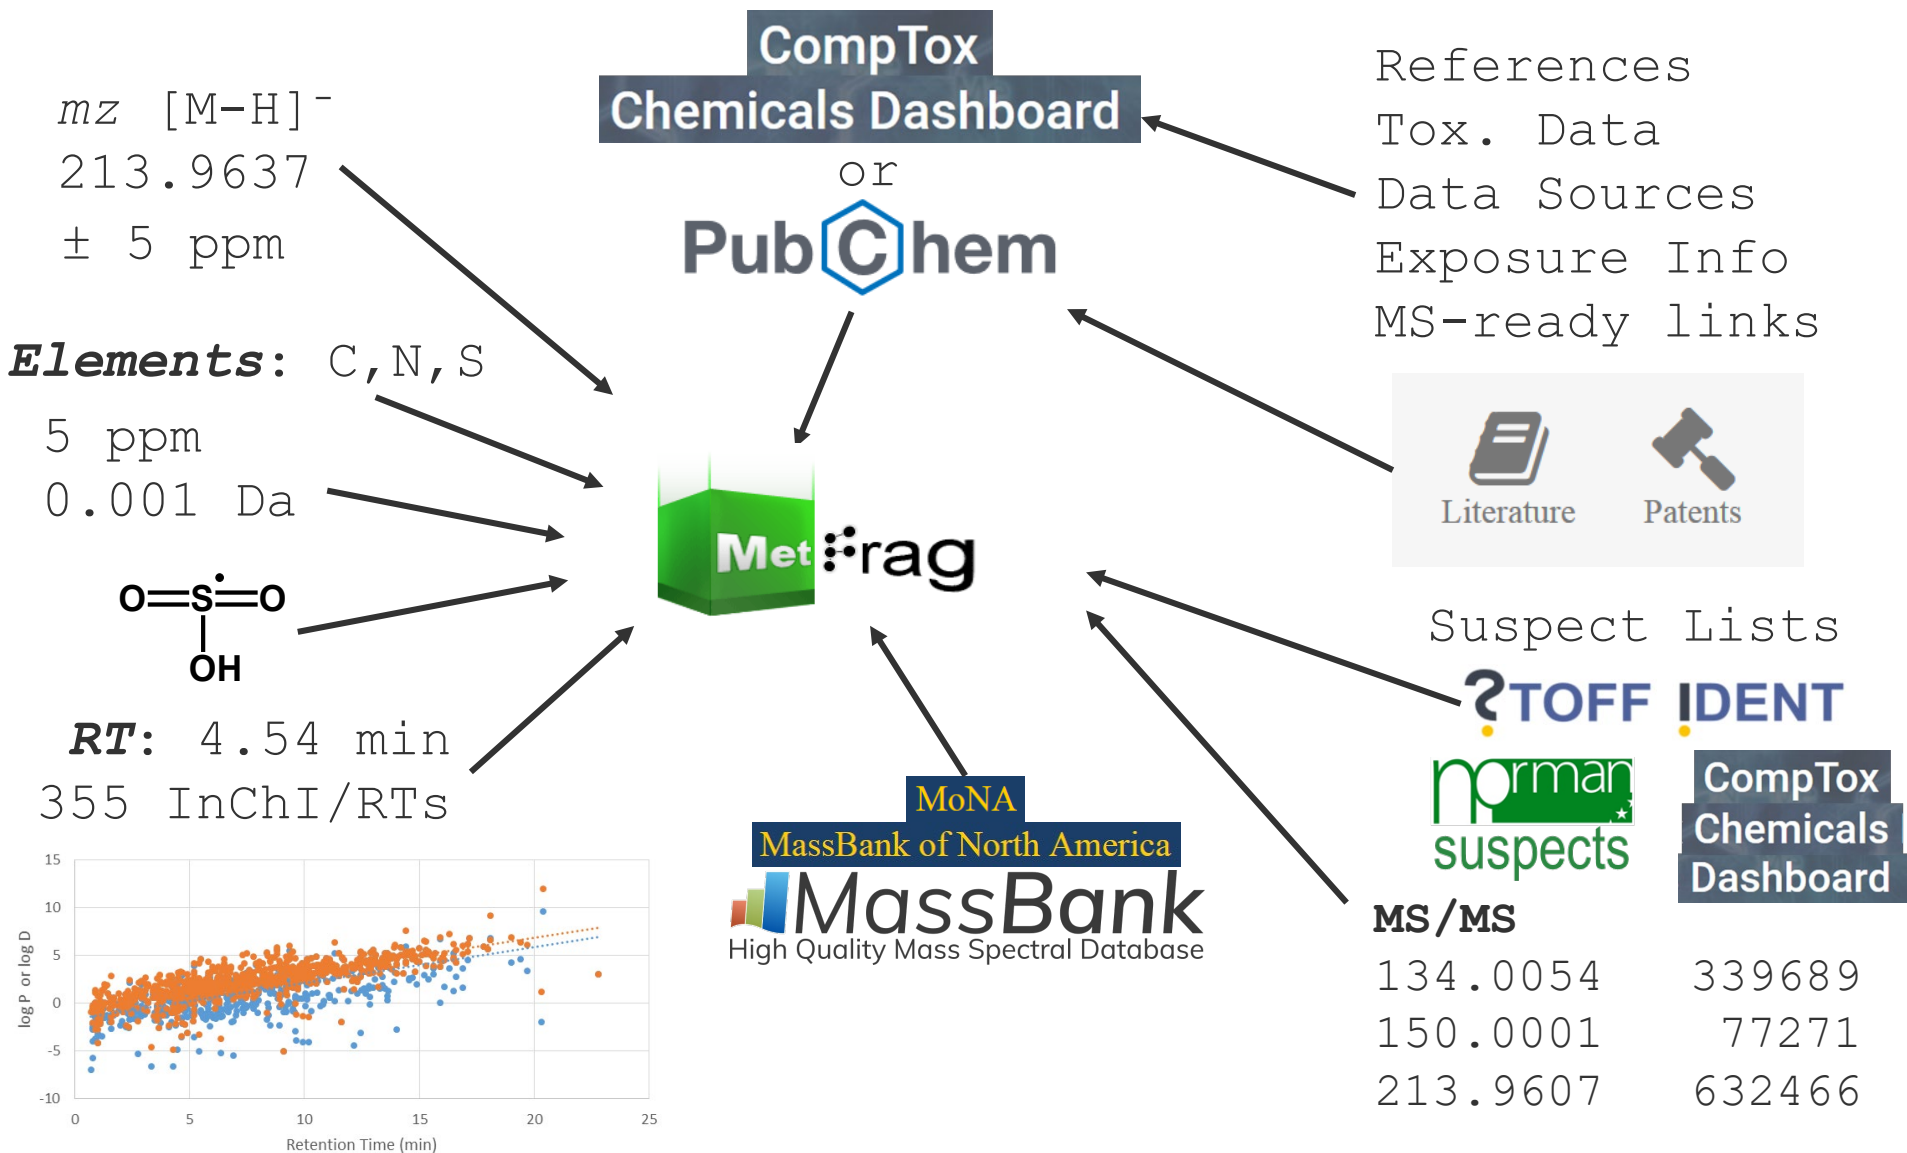 CompTox
Chemicals Dashboard
or
PubChem
mz [M-H]⁻
213.9637
± 5 ppm
Elements: C,N,S
5 ppm
0.001 Da
O=S=O
OH
RT: 4.54 min
355 InChI/RTs
15
10
5
0
-5
-10
log P or log D
0 5 10 15 20 25
Retention Time (min)
MetFrag
MoNA
MassBank of North America
MassBank
High Quality Mass Spectral Database
References
Tox. Data
Data Sources
Exposure Info
MS-ready links
Literature Patents
Suspect Lists
?TOFF IDENT
norman
suspects
CompTox
Chemicals
Dashboard
MS/MS
134.0054 339689
150.0001 77271
213.9607 632466